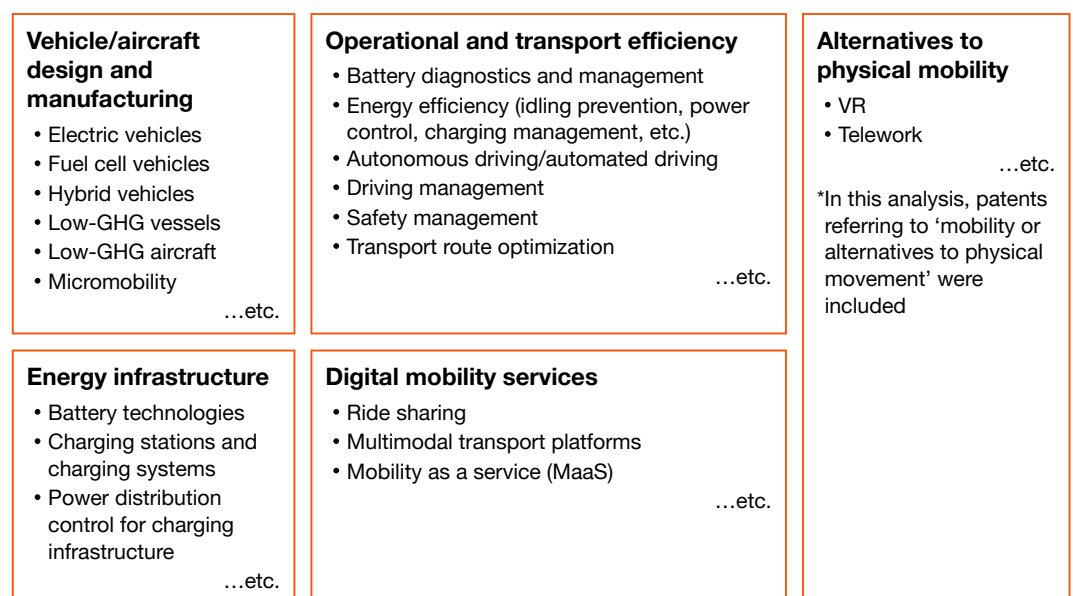 Vehicle/aircraft
design and
manufacturing
• Electric vehicles
• Fuel cell vehicles
• Hybrid vehicles
• Low-GHG vessels
• Low-GHG aircraft
• Micromobility
…etc.
Operational and transport efficiency
• Battery diagnostics and management
• Energy efficiency (idling prevention, power
control, charging management, etc.)
• Autonomous driving/automated driving
• Driving management
• Safety management
• Transport route optimization
…etc.
Alternatives to
physical mobility
• VR
• Telework
…etc.
*In this analysis, patents
referring to ‘mobility or
alternatives to physical
movement’ were
included
Energy infrastructure
• Battery technologies
• Charging stations and
charging systems
• Power distribution
control for charging
infrastructure
…etc.
Digital mobility services
• Ride sharing
• Multimodal transport platforms
• Mobility as a service (MaaS)
…etc.